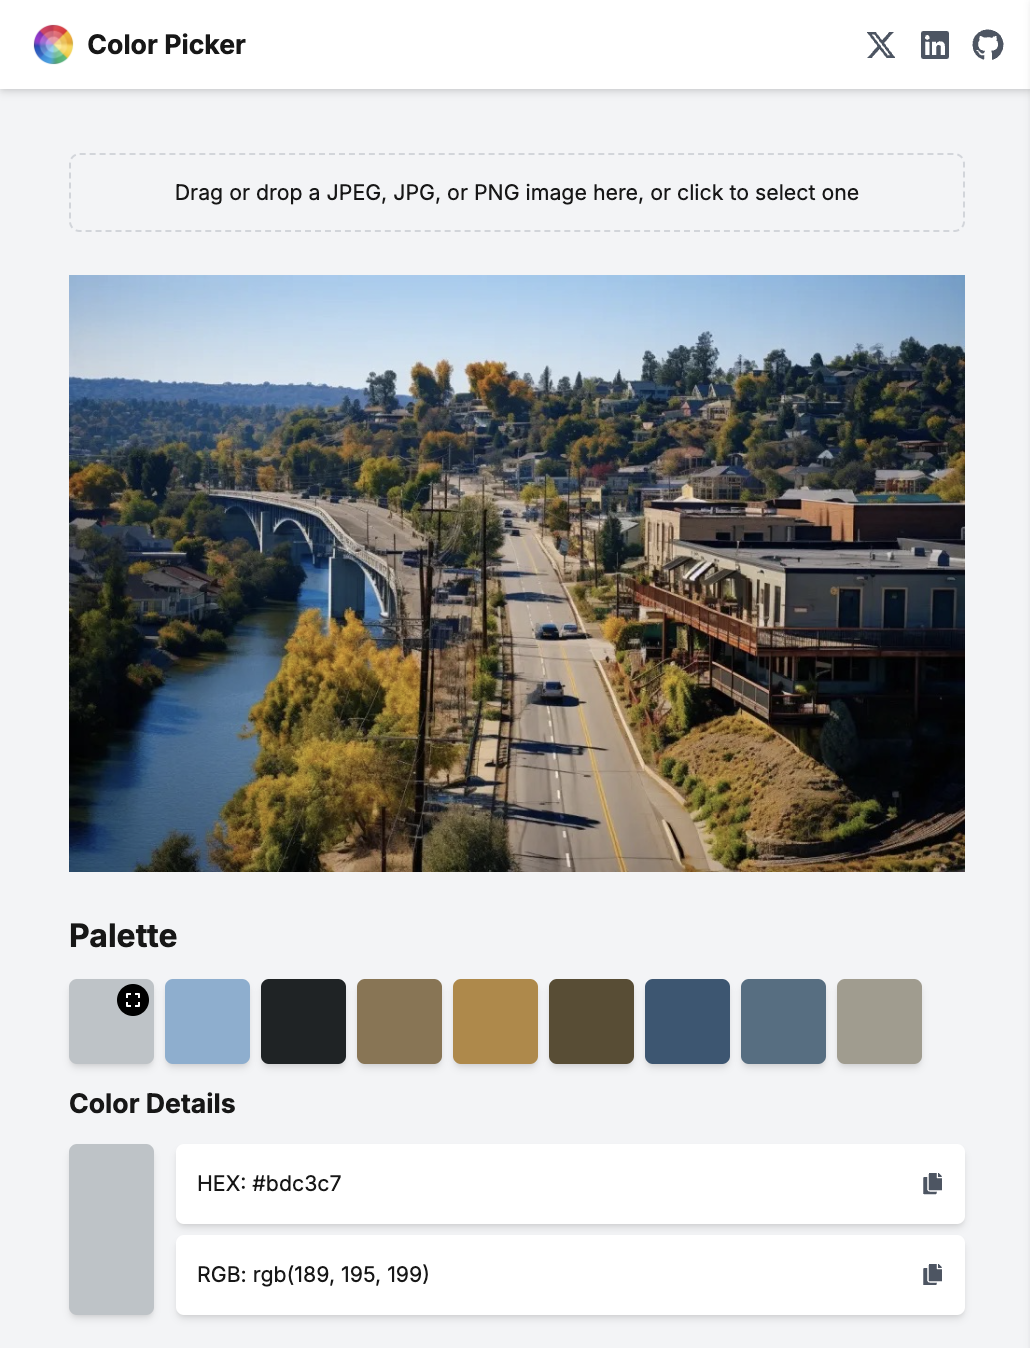 Color Picker
Drag or drop a JPEG, JPG, or PNG image here, or click to select one
Palette
Color Details
HEX: #bdc3c7
RGB: rgb(189, 195, 199)